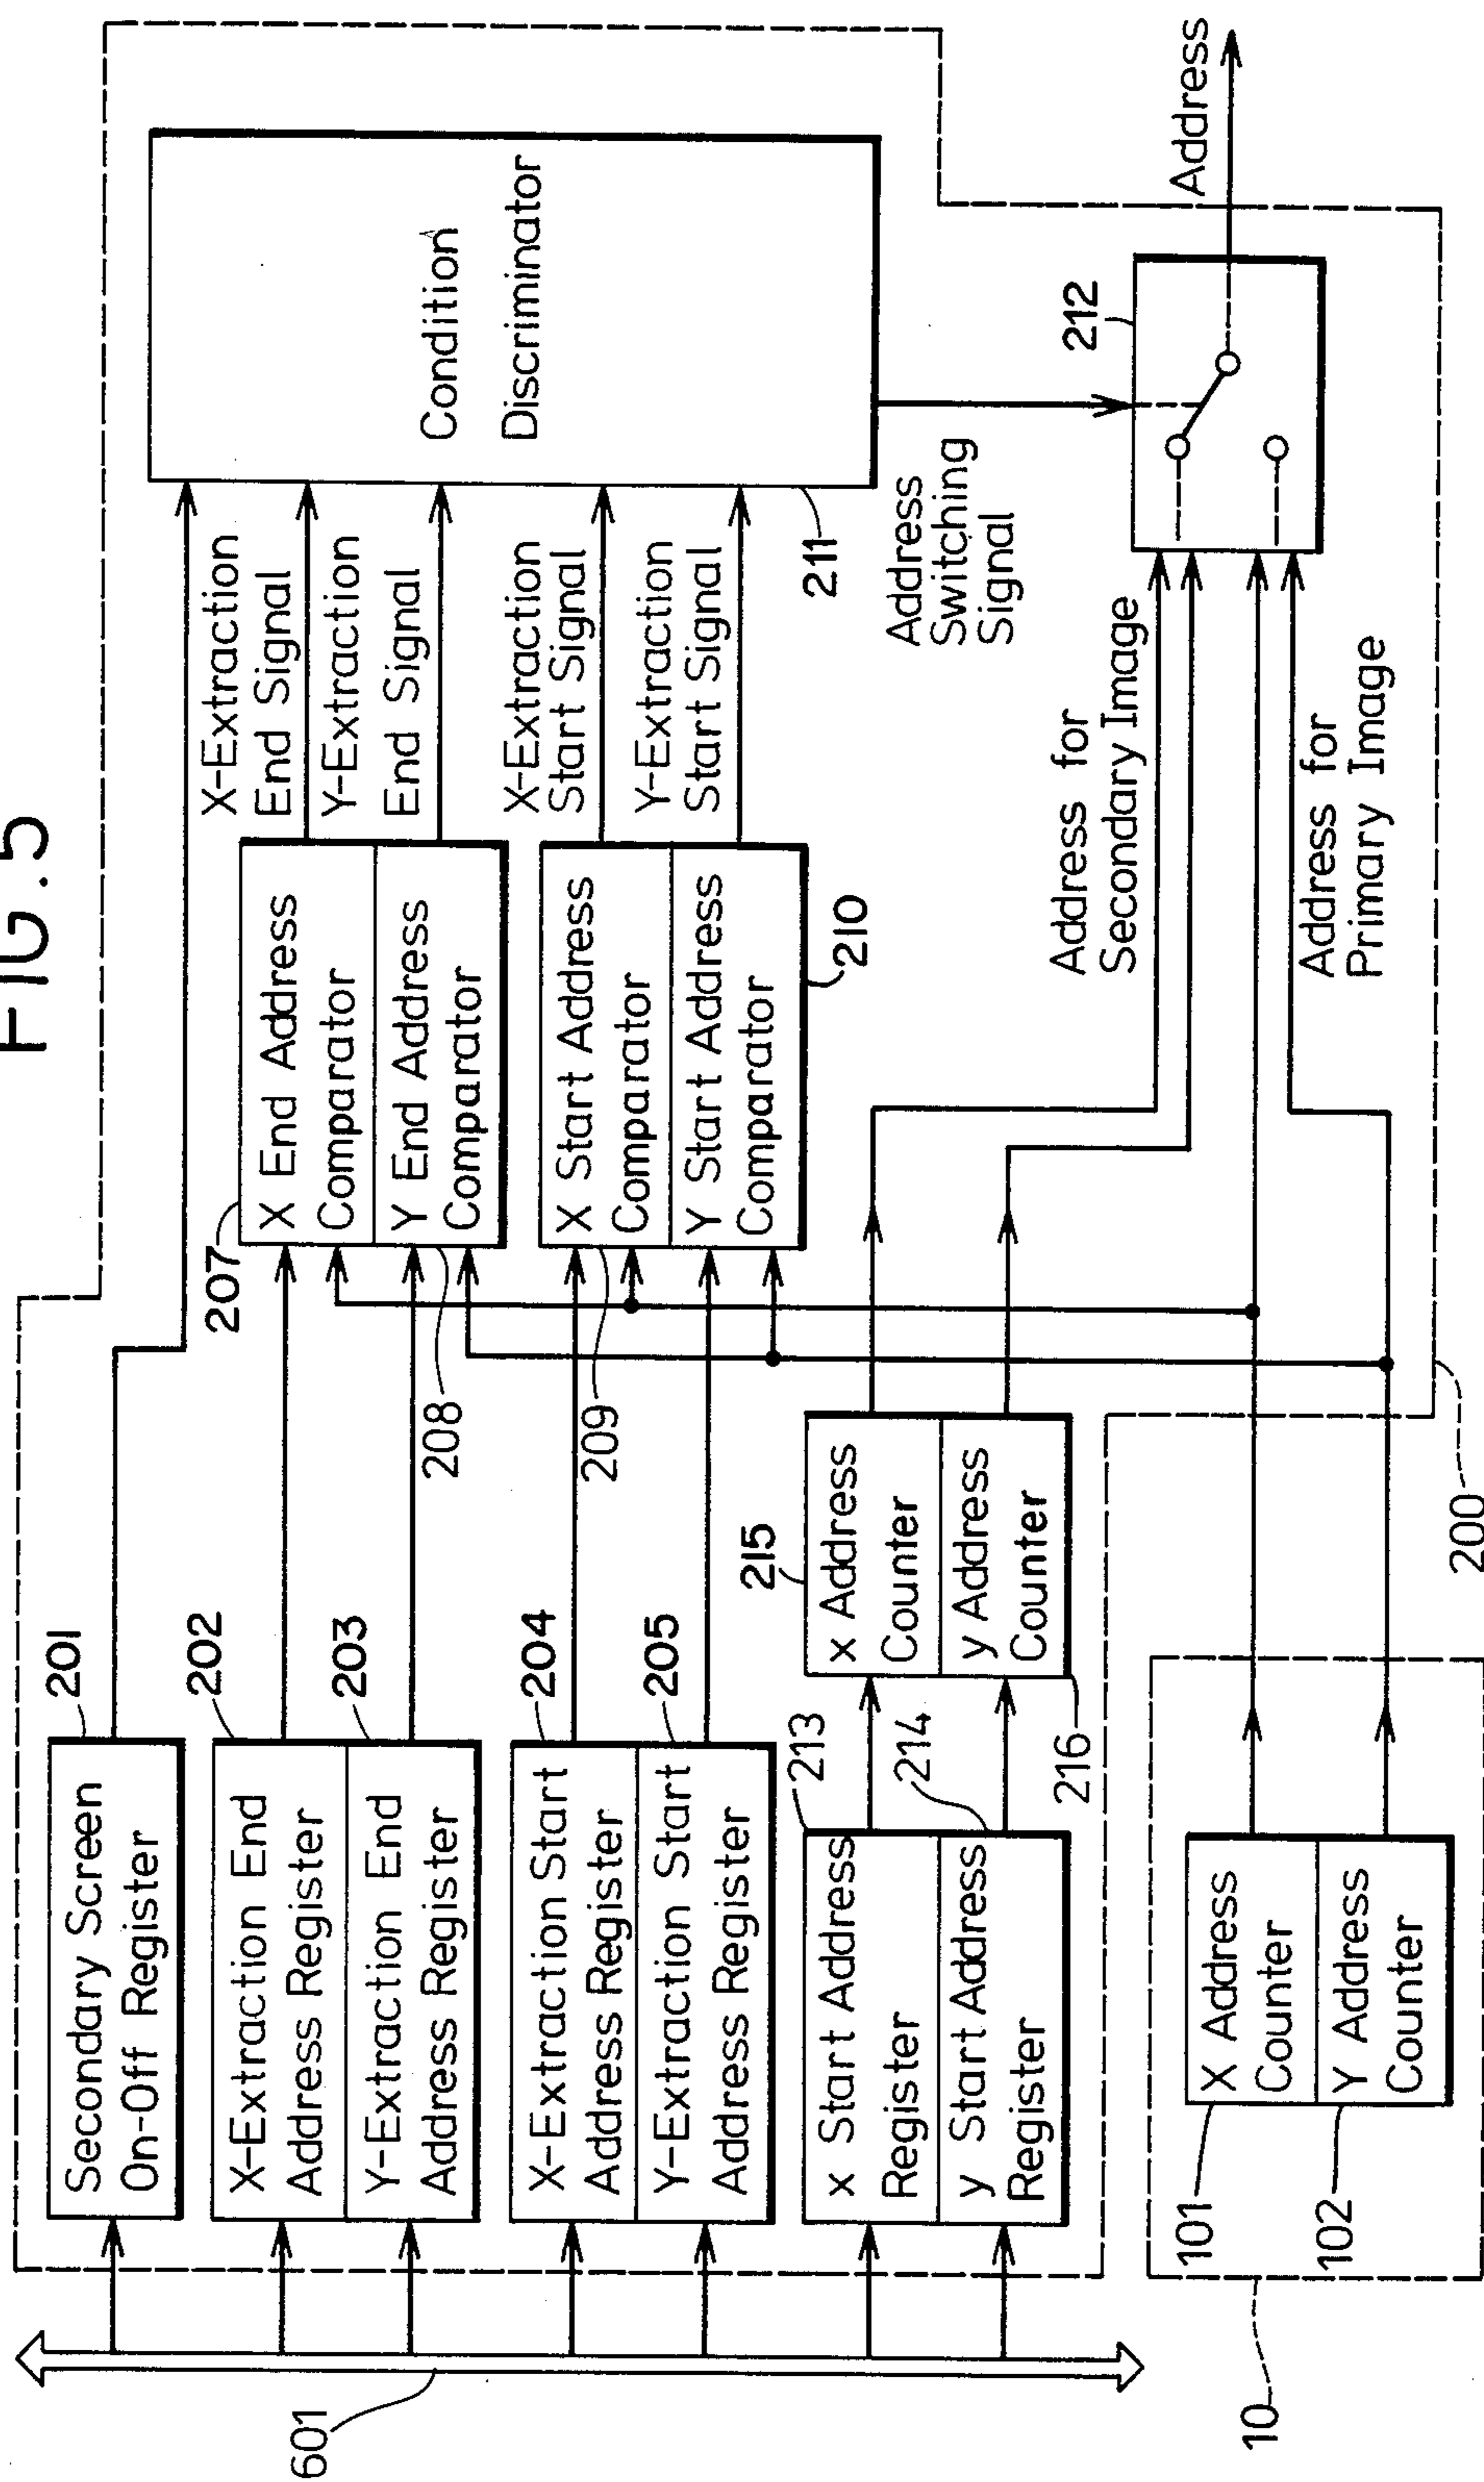 FIG. 5
601
201
Secondary Screen
On-Off Register
202
X-Extraction End
Address Register
203
Y-Extraction End
Address Register
204
X-Extraction Start
Address Register
205
Y-Extraction Start
Address Register
213
x Start Address
Register
214
y Start Address
Register
215
x Address
Counter
y Address
Counter
216
207
X End Address
Comparator
Y End Address
Comparator
208
X Start Address
Comparator
209
Y Start Address
Comparator
210
X-Extraction
End Signal
Y-Extraction
End Signal
X-Extraction
Start Signal
Y-Extraction
Start Signal
Condition
Discriminator
211
Address
Switching
Signal
212
Address
Address for
Secondary Image
Address for
Primary Image
200
10
101
X Address
Counter
102
Y Address
Counter